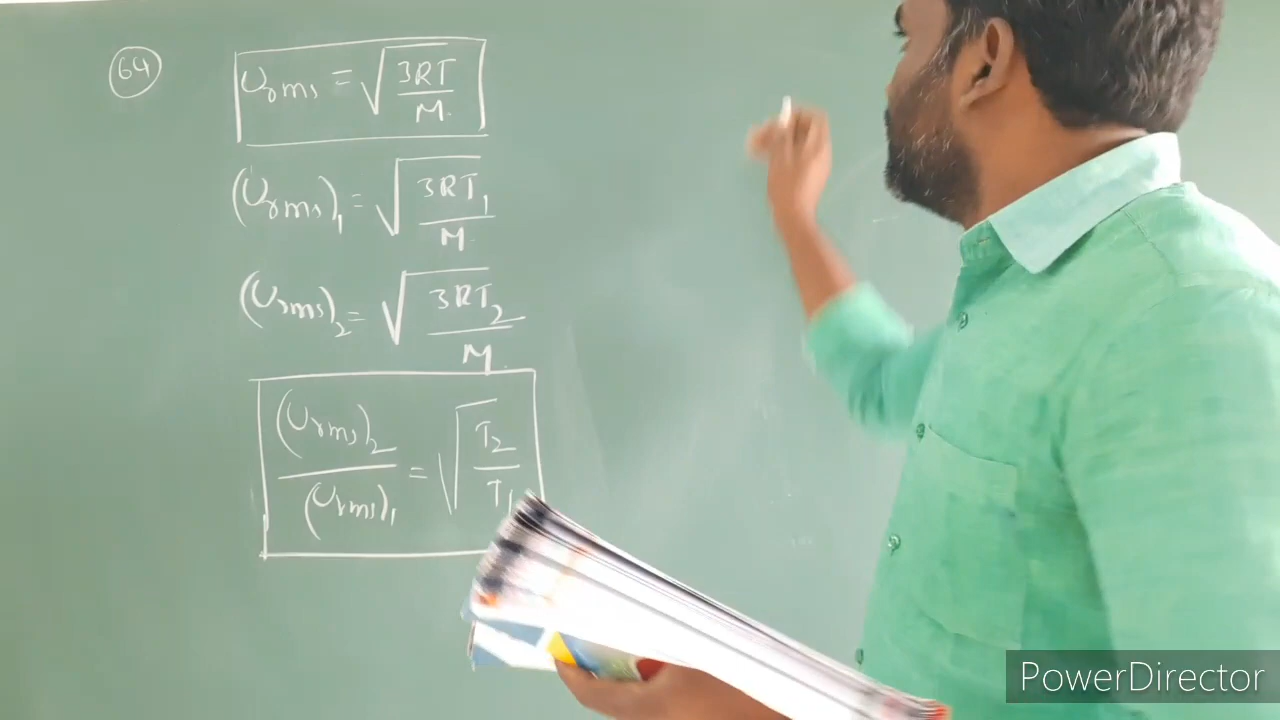 64
Urms = √3RT/M
(Urms)₁ = √3RT₁/M
(Urms)₂ = √3RT₂/M
(Urms)₂/(Urms)₁ = √T₂/T₁
PowerDirector